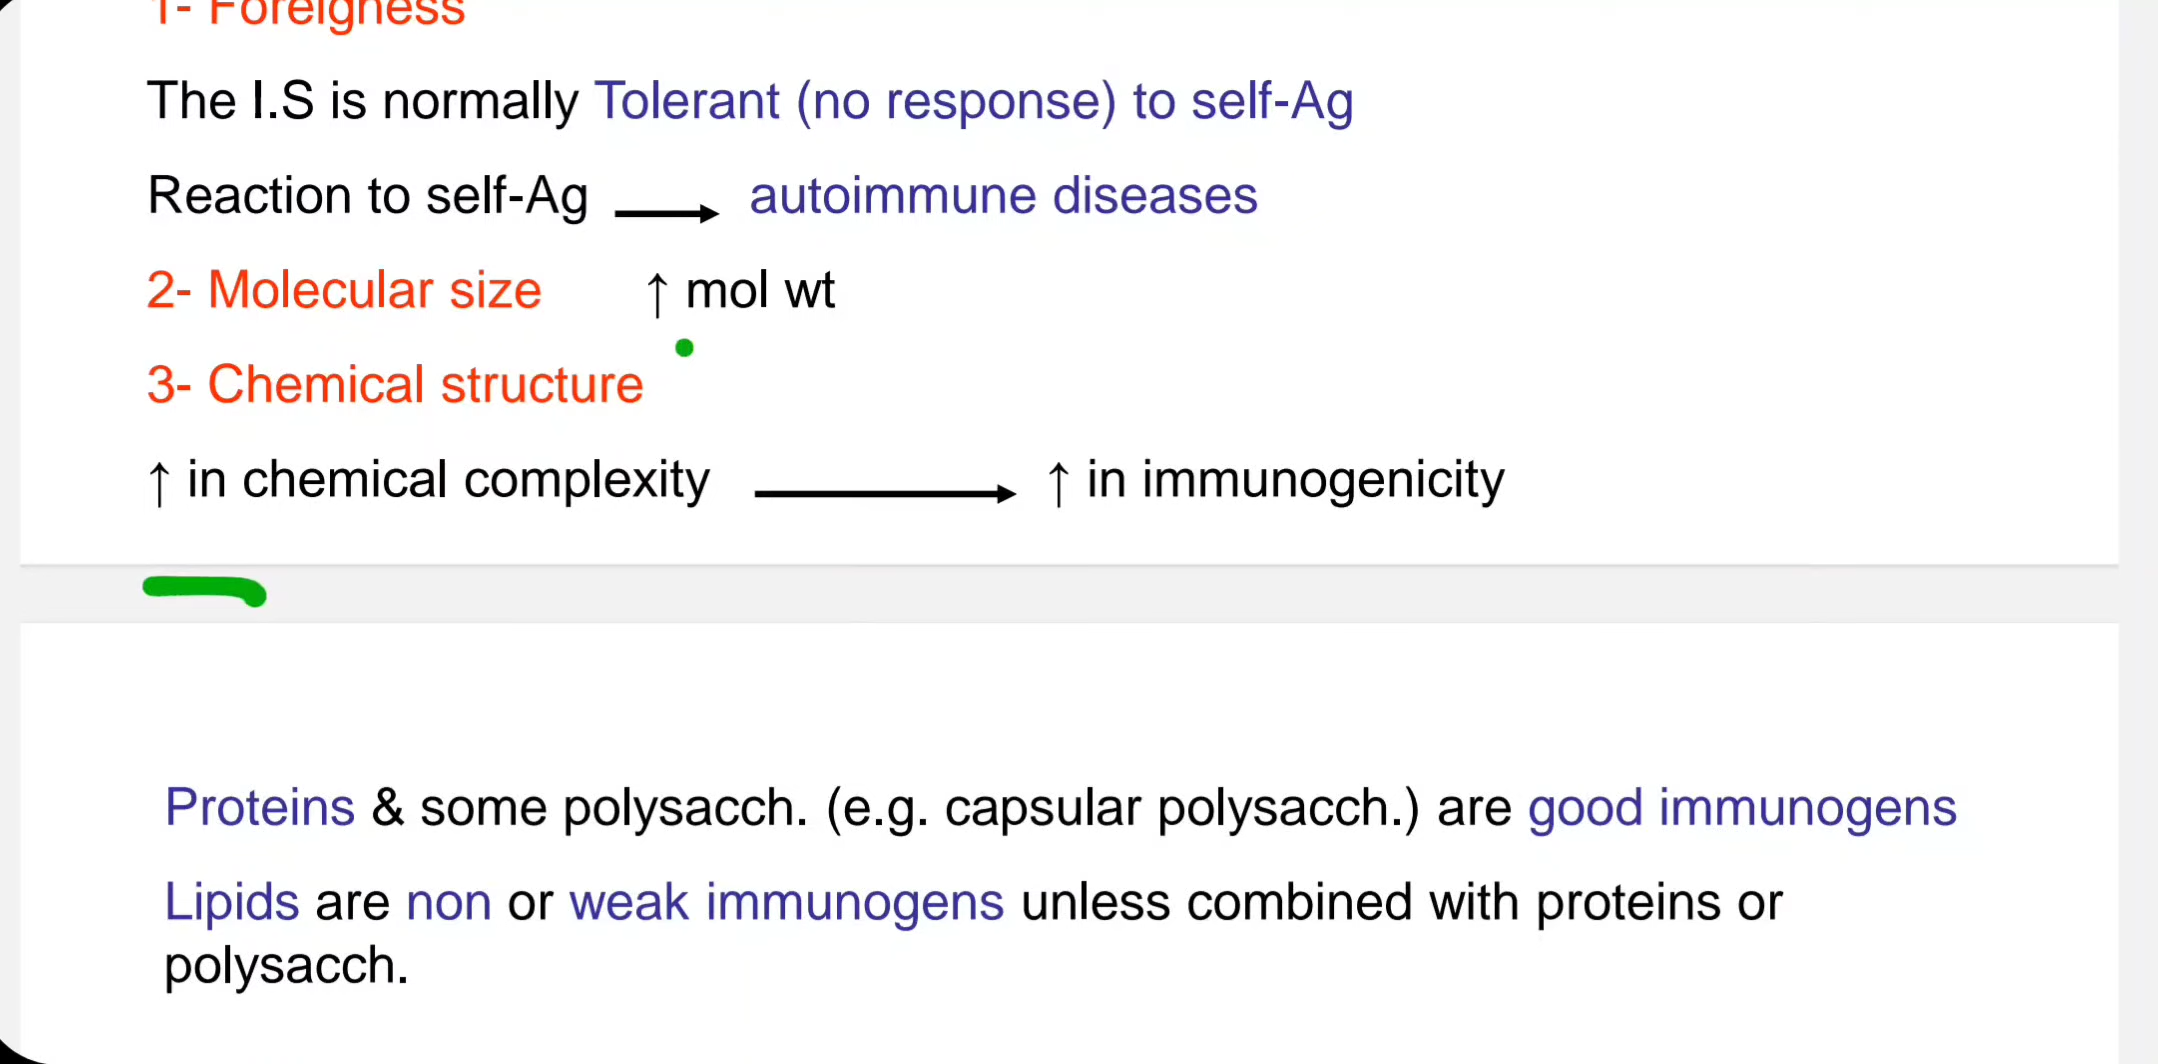 1- Foreigness
The I.S is normally Tolerant (no response) to self-Ag
Reaction to self-Ag → autoimmune diseases
2- Molecular size ↑ mol wt
3- Chemical structure
↑ in chemical complexity → ↑ in immunogenicity
Proteins & some polysacch. (e.g. capsular polysacch.) are good immunogens
Lipids are non or weak immunogens unless combined with proteins or
polysacch.